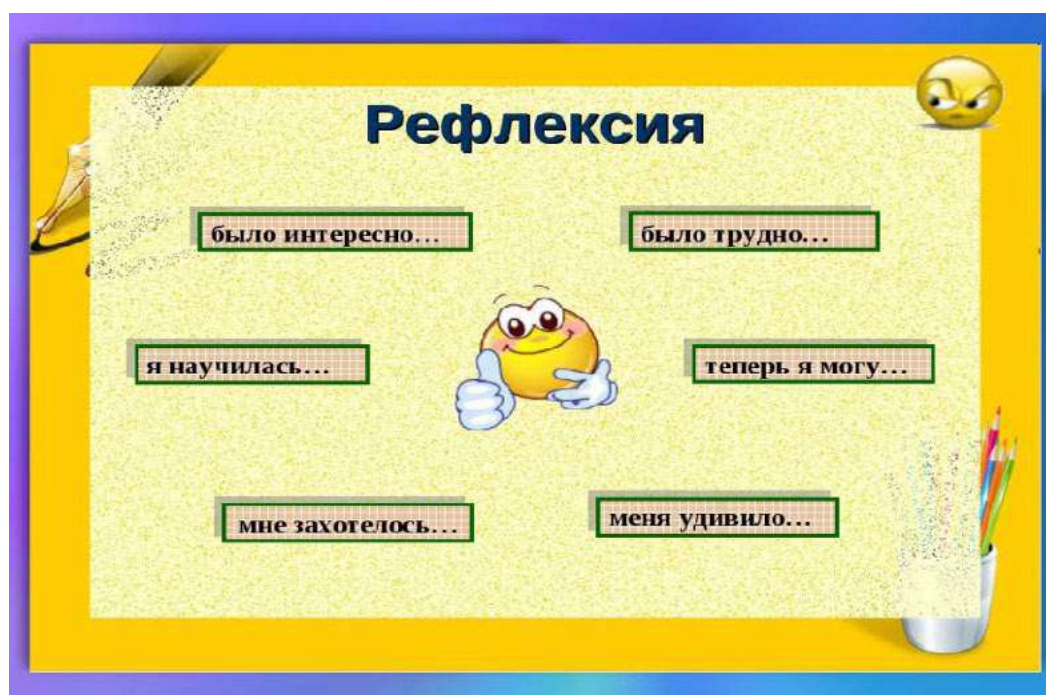 Рефлексия
было интересно...
было трудно...
я научилась...
теперь я могу...
мне захотелось...
меня удивило...